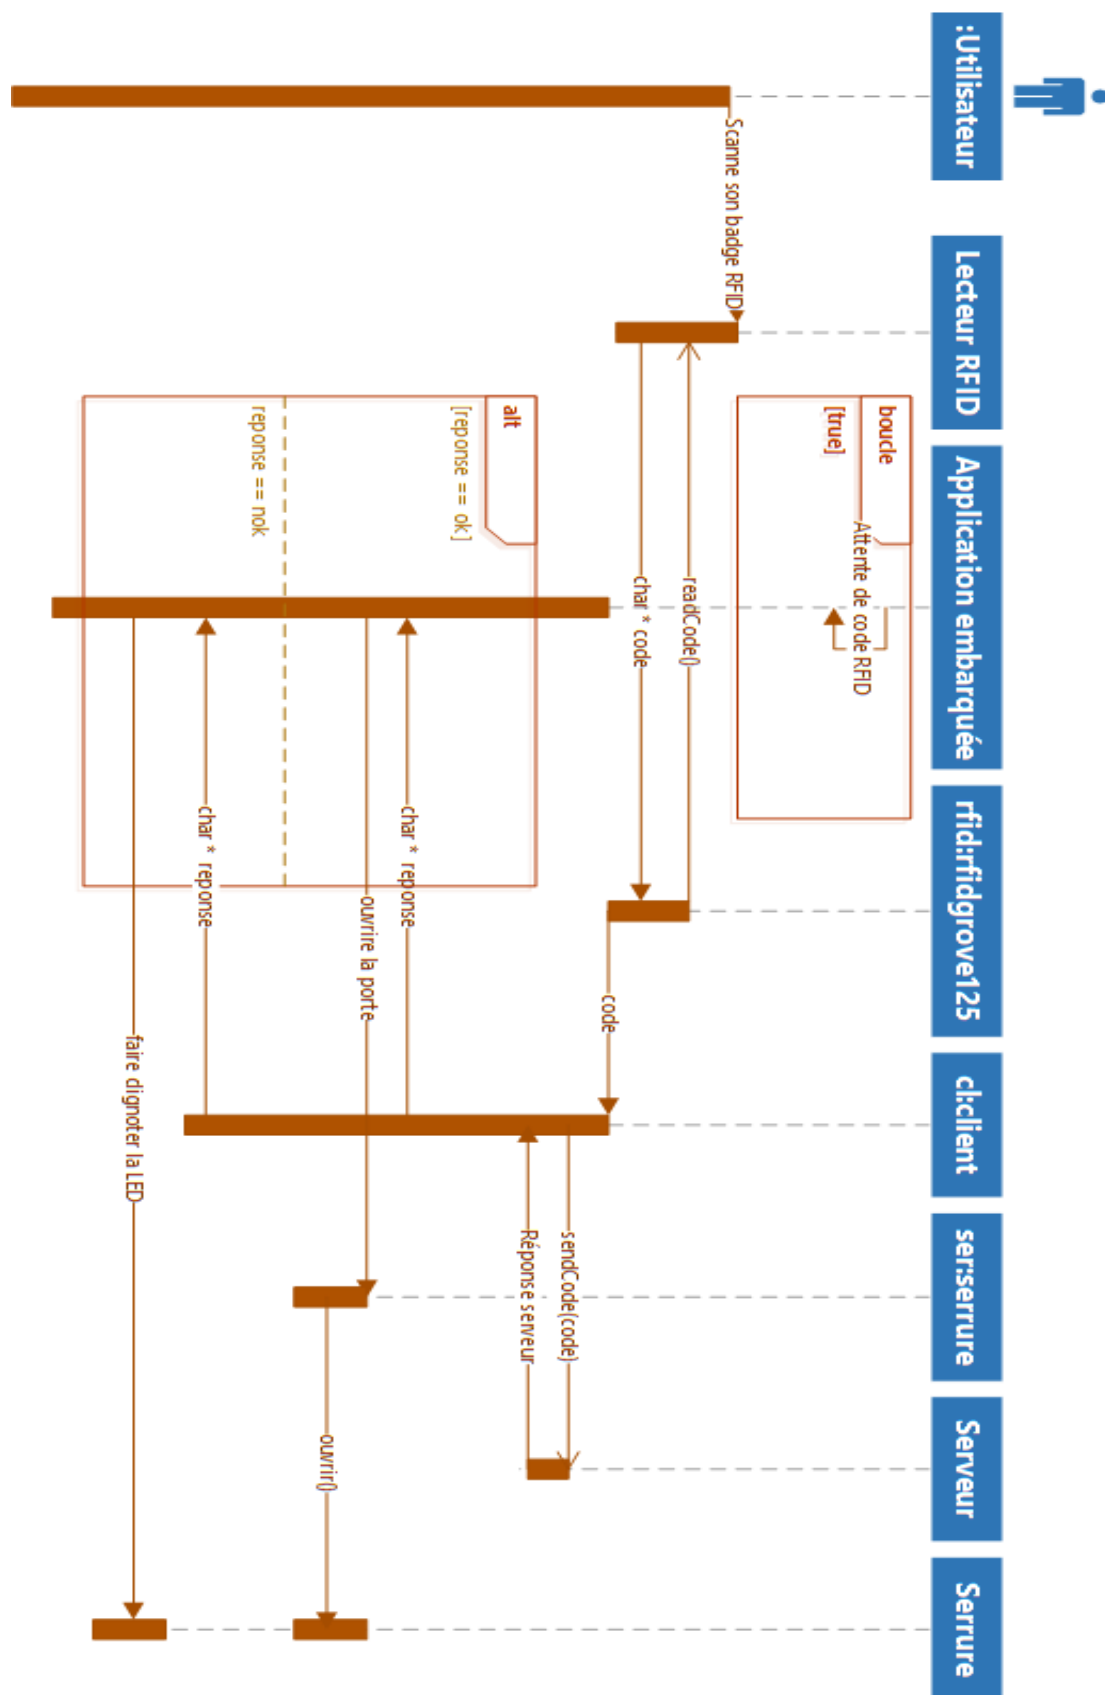 :Utilisateur
Lecteur RFID
Application embarquée
rfid:rfidgrove125
cl:client
ser:serrure
Serveur
Serrure
boucle
[true]
Attente de code RFID
Scanne son badge RFID
readCode()
char * code
code
sendCode(code)
Réponse serveur
alt
[reponse == ok]
char * reponse
ouvrire la porte
ouvrir()
reponse == nok
char * reponse
faire dignoter la LED